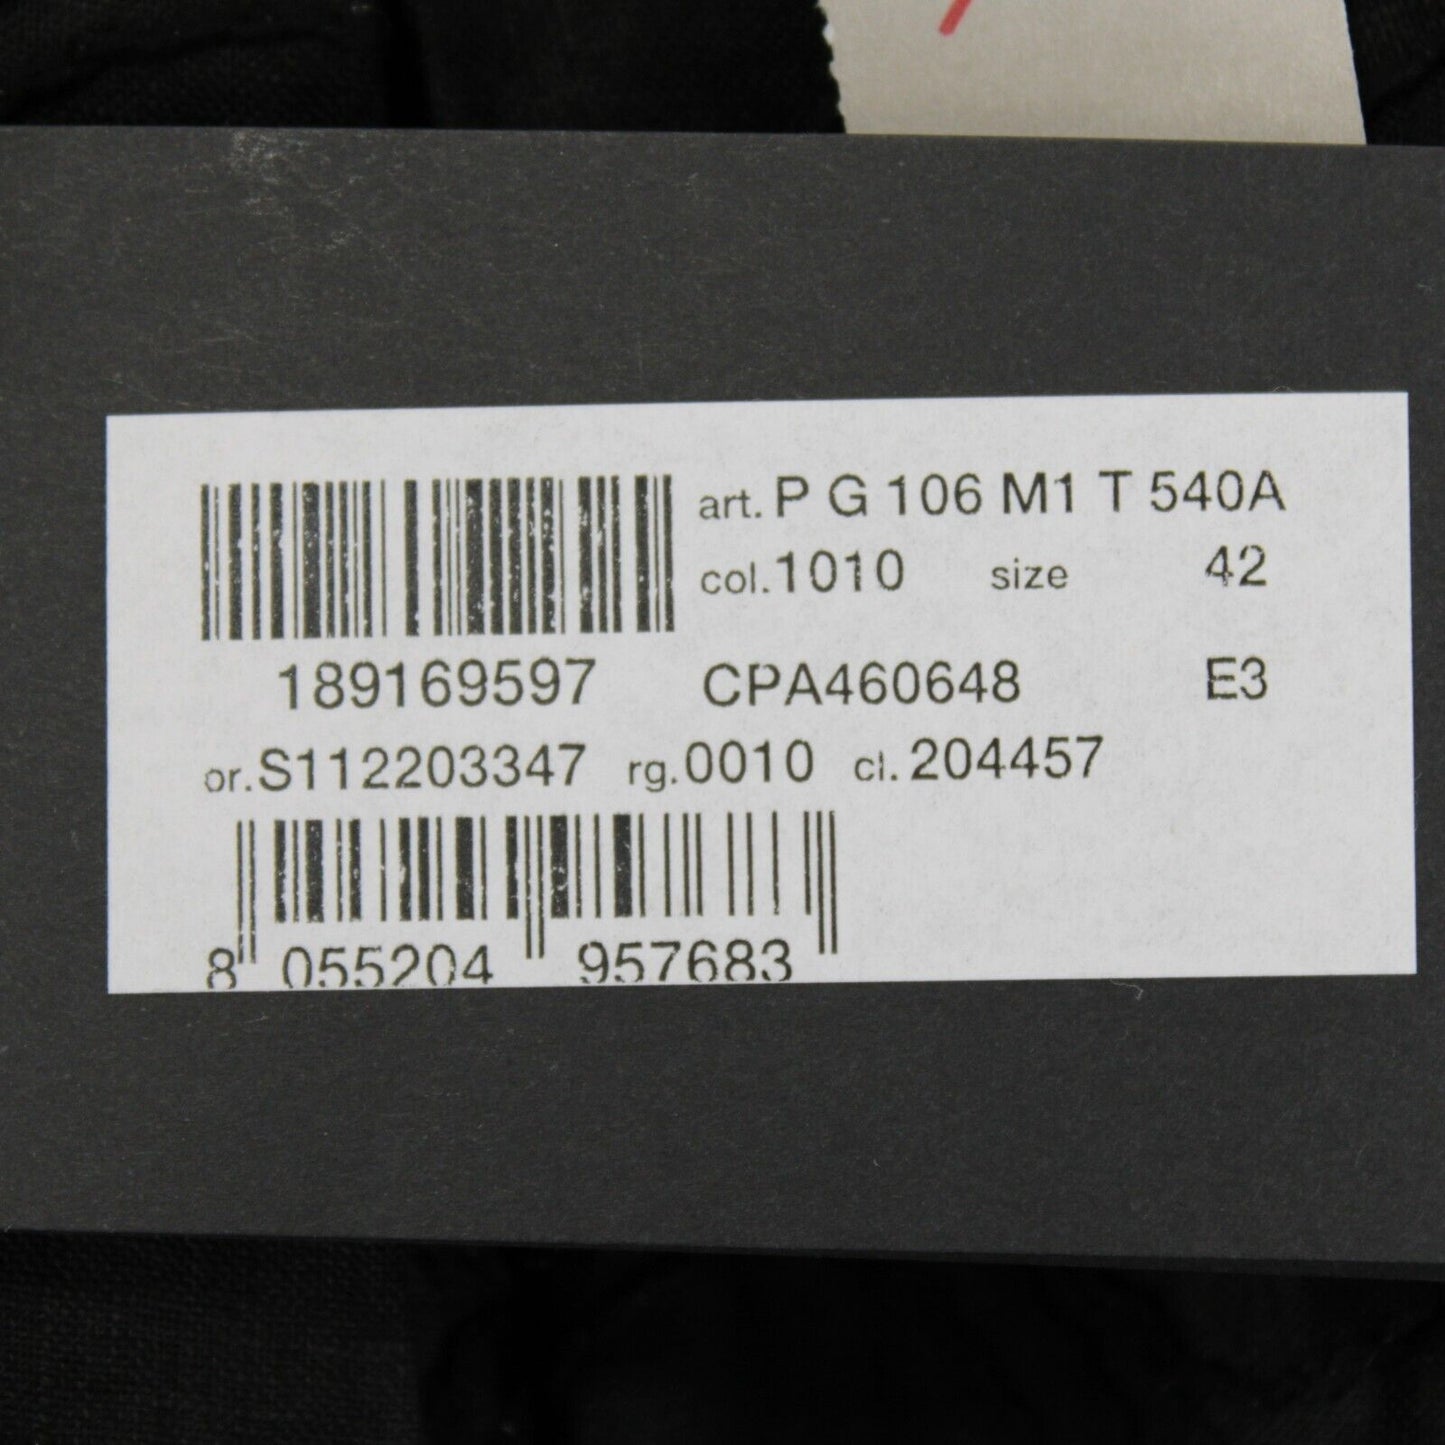 art. P G 106 M1 T 540A
col. 1010 size 42
189169597 CPA460648 E3
or. S112203347 rg. 0010 cl. 204457
8 055204 957683